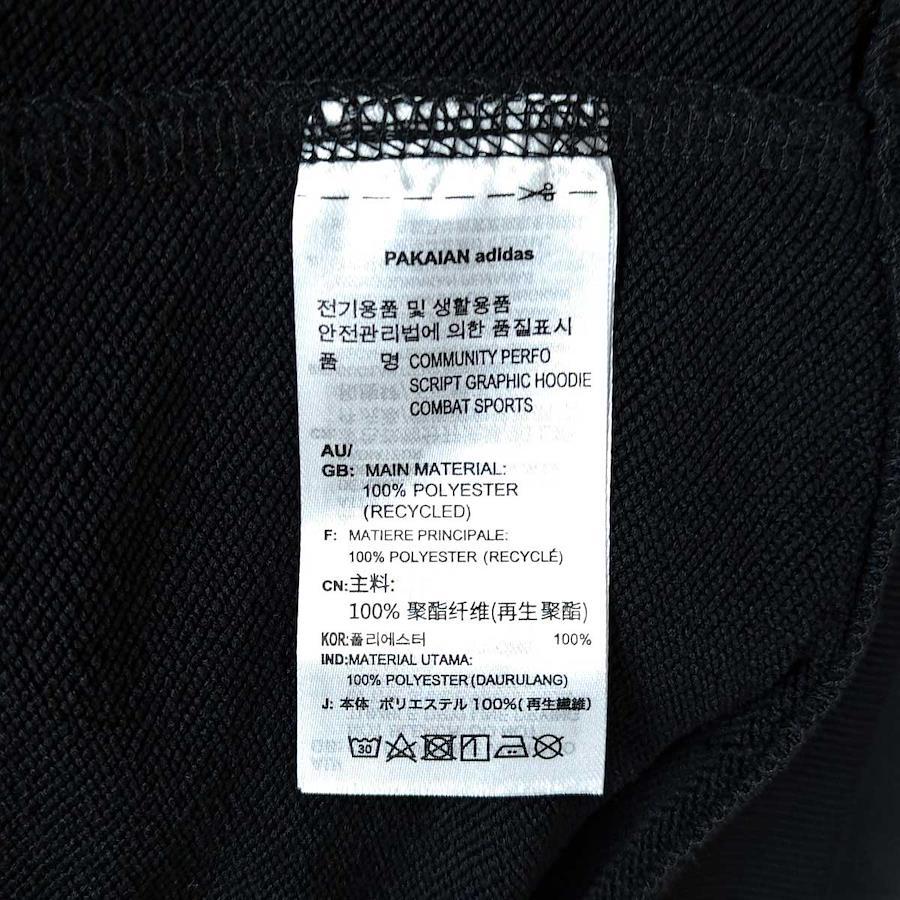 PAKAIAN adidas
전기용품 및 생활용품
안전관리법에 의한 품질표시
품 명 COMMUNITY PERFO
SCRIPT GRAPHIC HOODIE
COMBAT SPORTS
AU/
GB: MAIN MATERIAL:
100% POLYESTER
(RECYCLED)
F: MATIERE PRINCIPALE:
100% POLYESTER (RECYCLÉ)
CN:主料:
100% 聚酯纤维(再生聚酯)
KOR:폴리에스터 100%
IND:MATERIAL UTAMA:
100% POLYESTER(DAURULANG)
J: 本体 ポリエステル 100%(再生繊維)
30